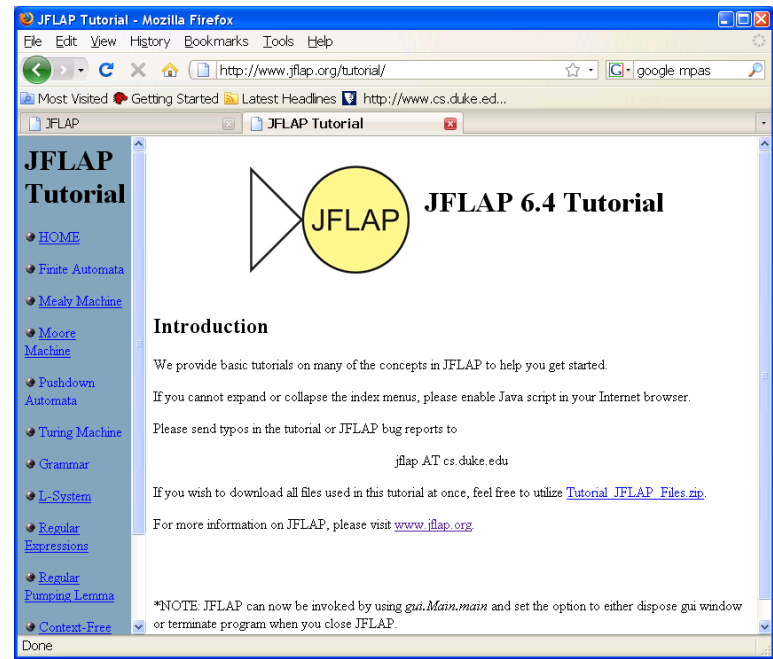 JFLAP Tutorial - Mozilla Firefox
File Edit View History Bookmarks Tools Help
http://www.jflap.org/tutorial/
G google mpas
Most Visited Getting Started Latest Headlines http://www.cs.duke.ed...
JFLAP
JFLAP Tutorial
JFLAP
Tutorial
HOME
Finite Automata
Mealy Machine
Moore
Machine
Pushdown
Automata
Turing Machine
Grammar
L-System
Regular
Expressions
Regular
Pumping Lemma
Context-Free
JFLAP
JFLAP 6.4 Tutorial
Introduction
We provide basic tutorials on many of the concepts in JFLAP to help you get started.
If you cannot expand or collapse the index menus, please enable Java script in your Internet browser.
Please send typos in the tutorial or JFLAP bug reports to
jflap AT cs.duke.edu
If you wish to download all files used in this tutorial at once, feel free to utilize Tutorial_JFLAP_Files.zip.
For more information on JFLAP, please visit www.jflap.org.
*NOTE: JFLAP can now be invoked by using gui.Main.main and set the option to either dispose gui window
or terminate program when you close JFLAP.
Done